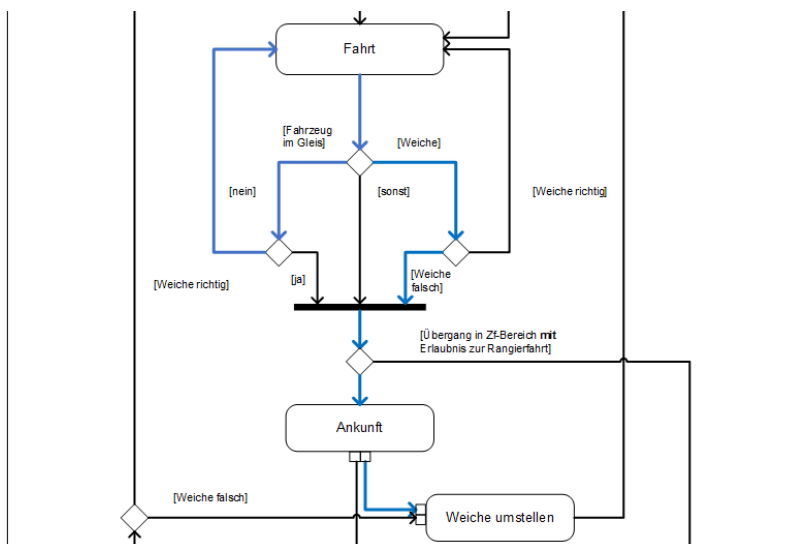 Fahrt
[Fahrzeug
im Gleis]
[Weiche]
[nein]
[sonst]
[Weiche richtig]
[Weiche richtig]
[ja]
[Weiche
falsch]
[Übergang in Zf-Bereich mit
Erlaubnis zur Rangierfahrt]
Ankunft
[Weiche falsch]
Weiche umstellen